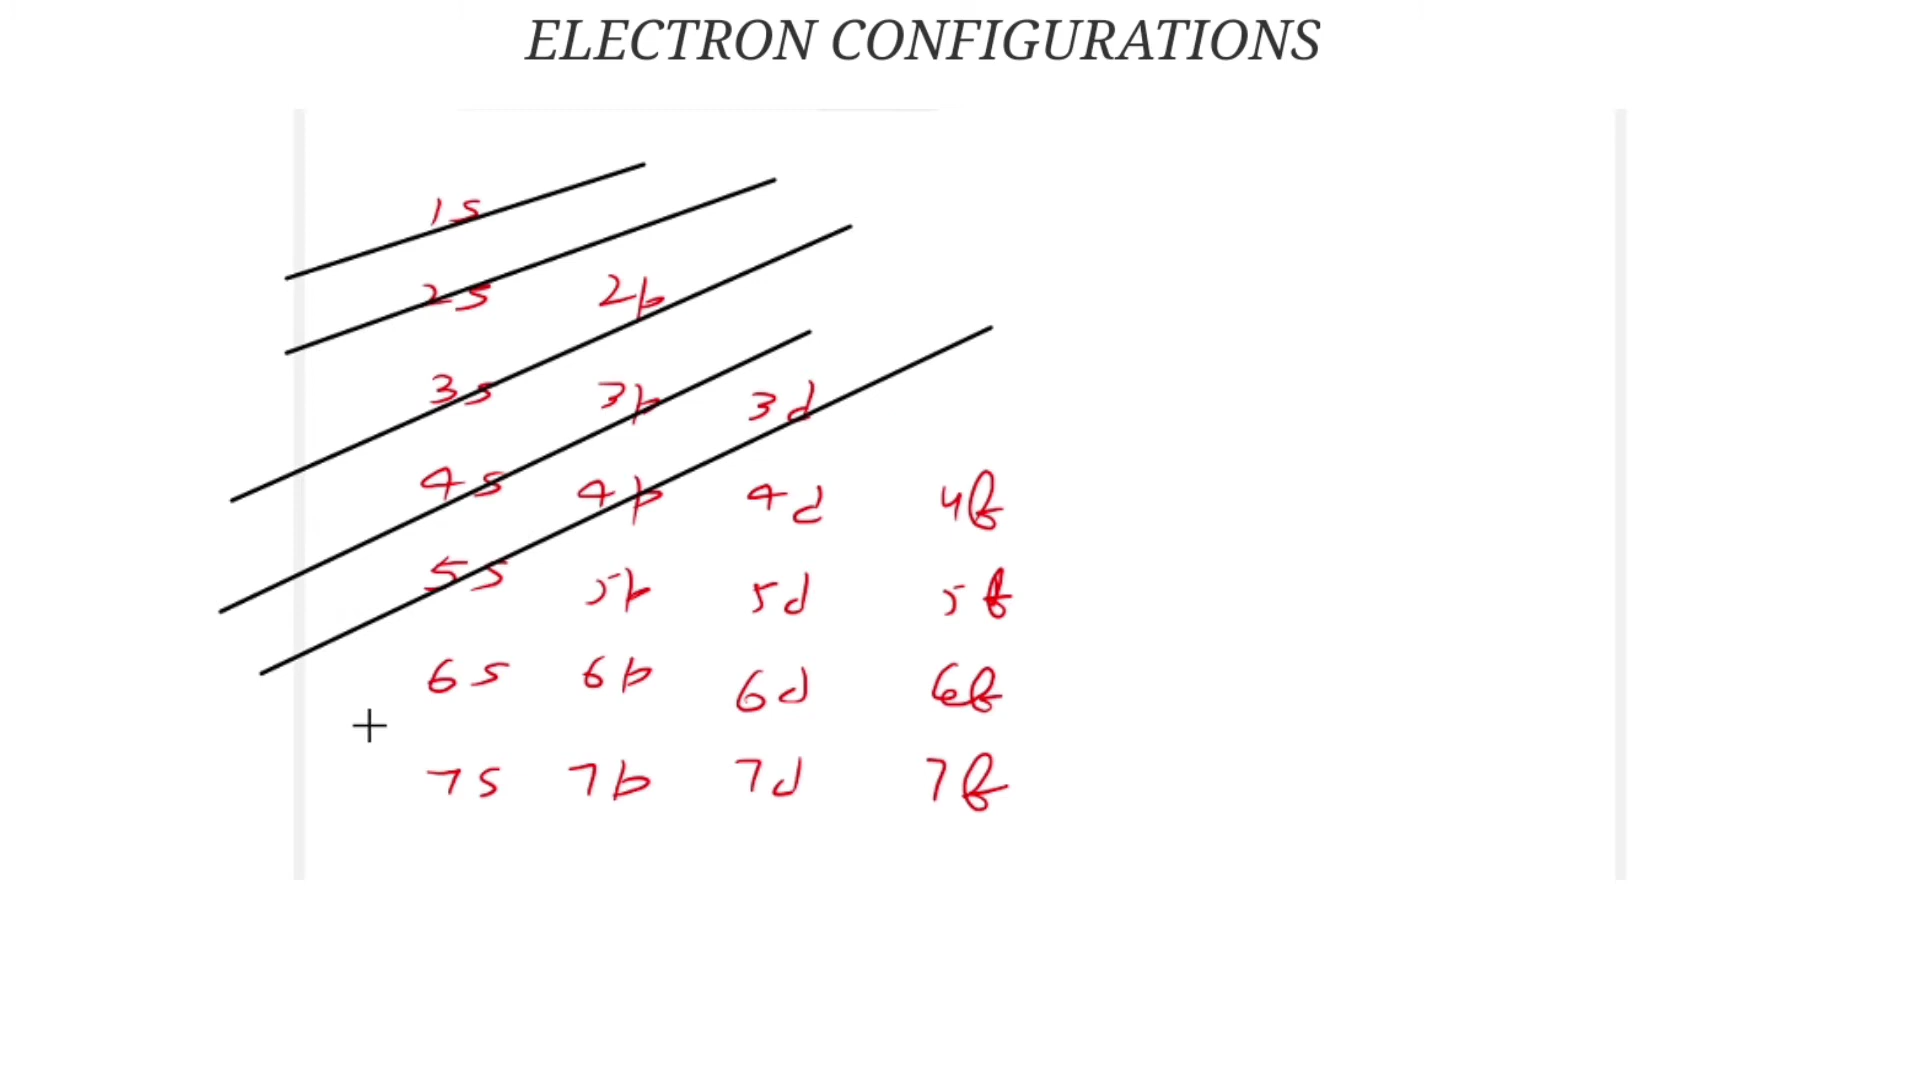 ELECTRON CONFIGURATIONS
1s
2s 2p
3s 3p 3d
4s 4p 4d 4f
5s 5p 5d 5f
6s 6p 6d 6f
7s 7p 7d 7f